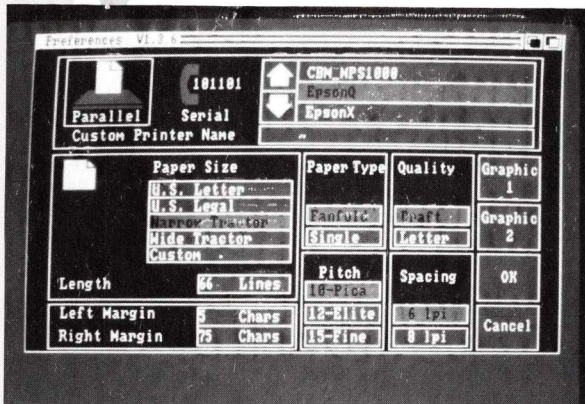 Preferences V1.2.6
CBM_MPS1000
EpsonQ
EpsonX
101101
Parallel
Serial
Custom Printer Name
Paper Size
U.S. Letter
U.S. Legal
Narrow Tractor
Wide Tractor
Custom
Length
66 Lines
Left Margin
5 Chars
Right Margin
75 Chars
Paper Type
Fanfold
Single
Quality
Draft
Letter
Pitch
10-Pica
12-Elite
15-Fine
Spacing
6 lpi
8 lpi
Graphic
1
Graphic
2
OK
Cancel